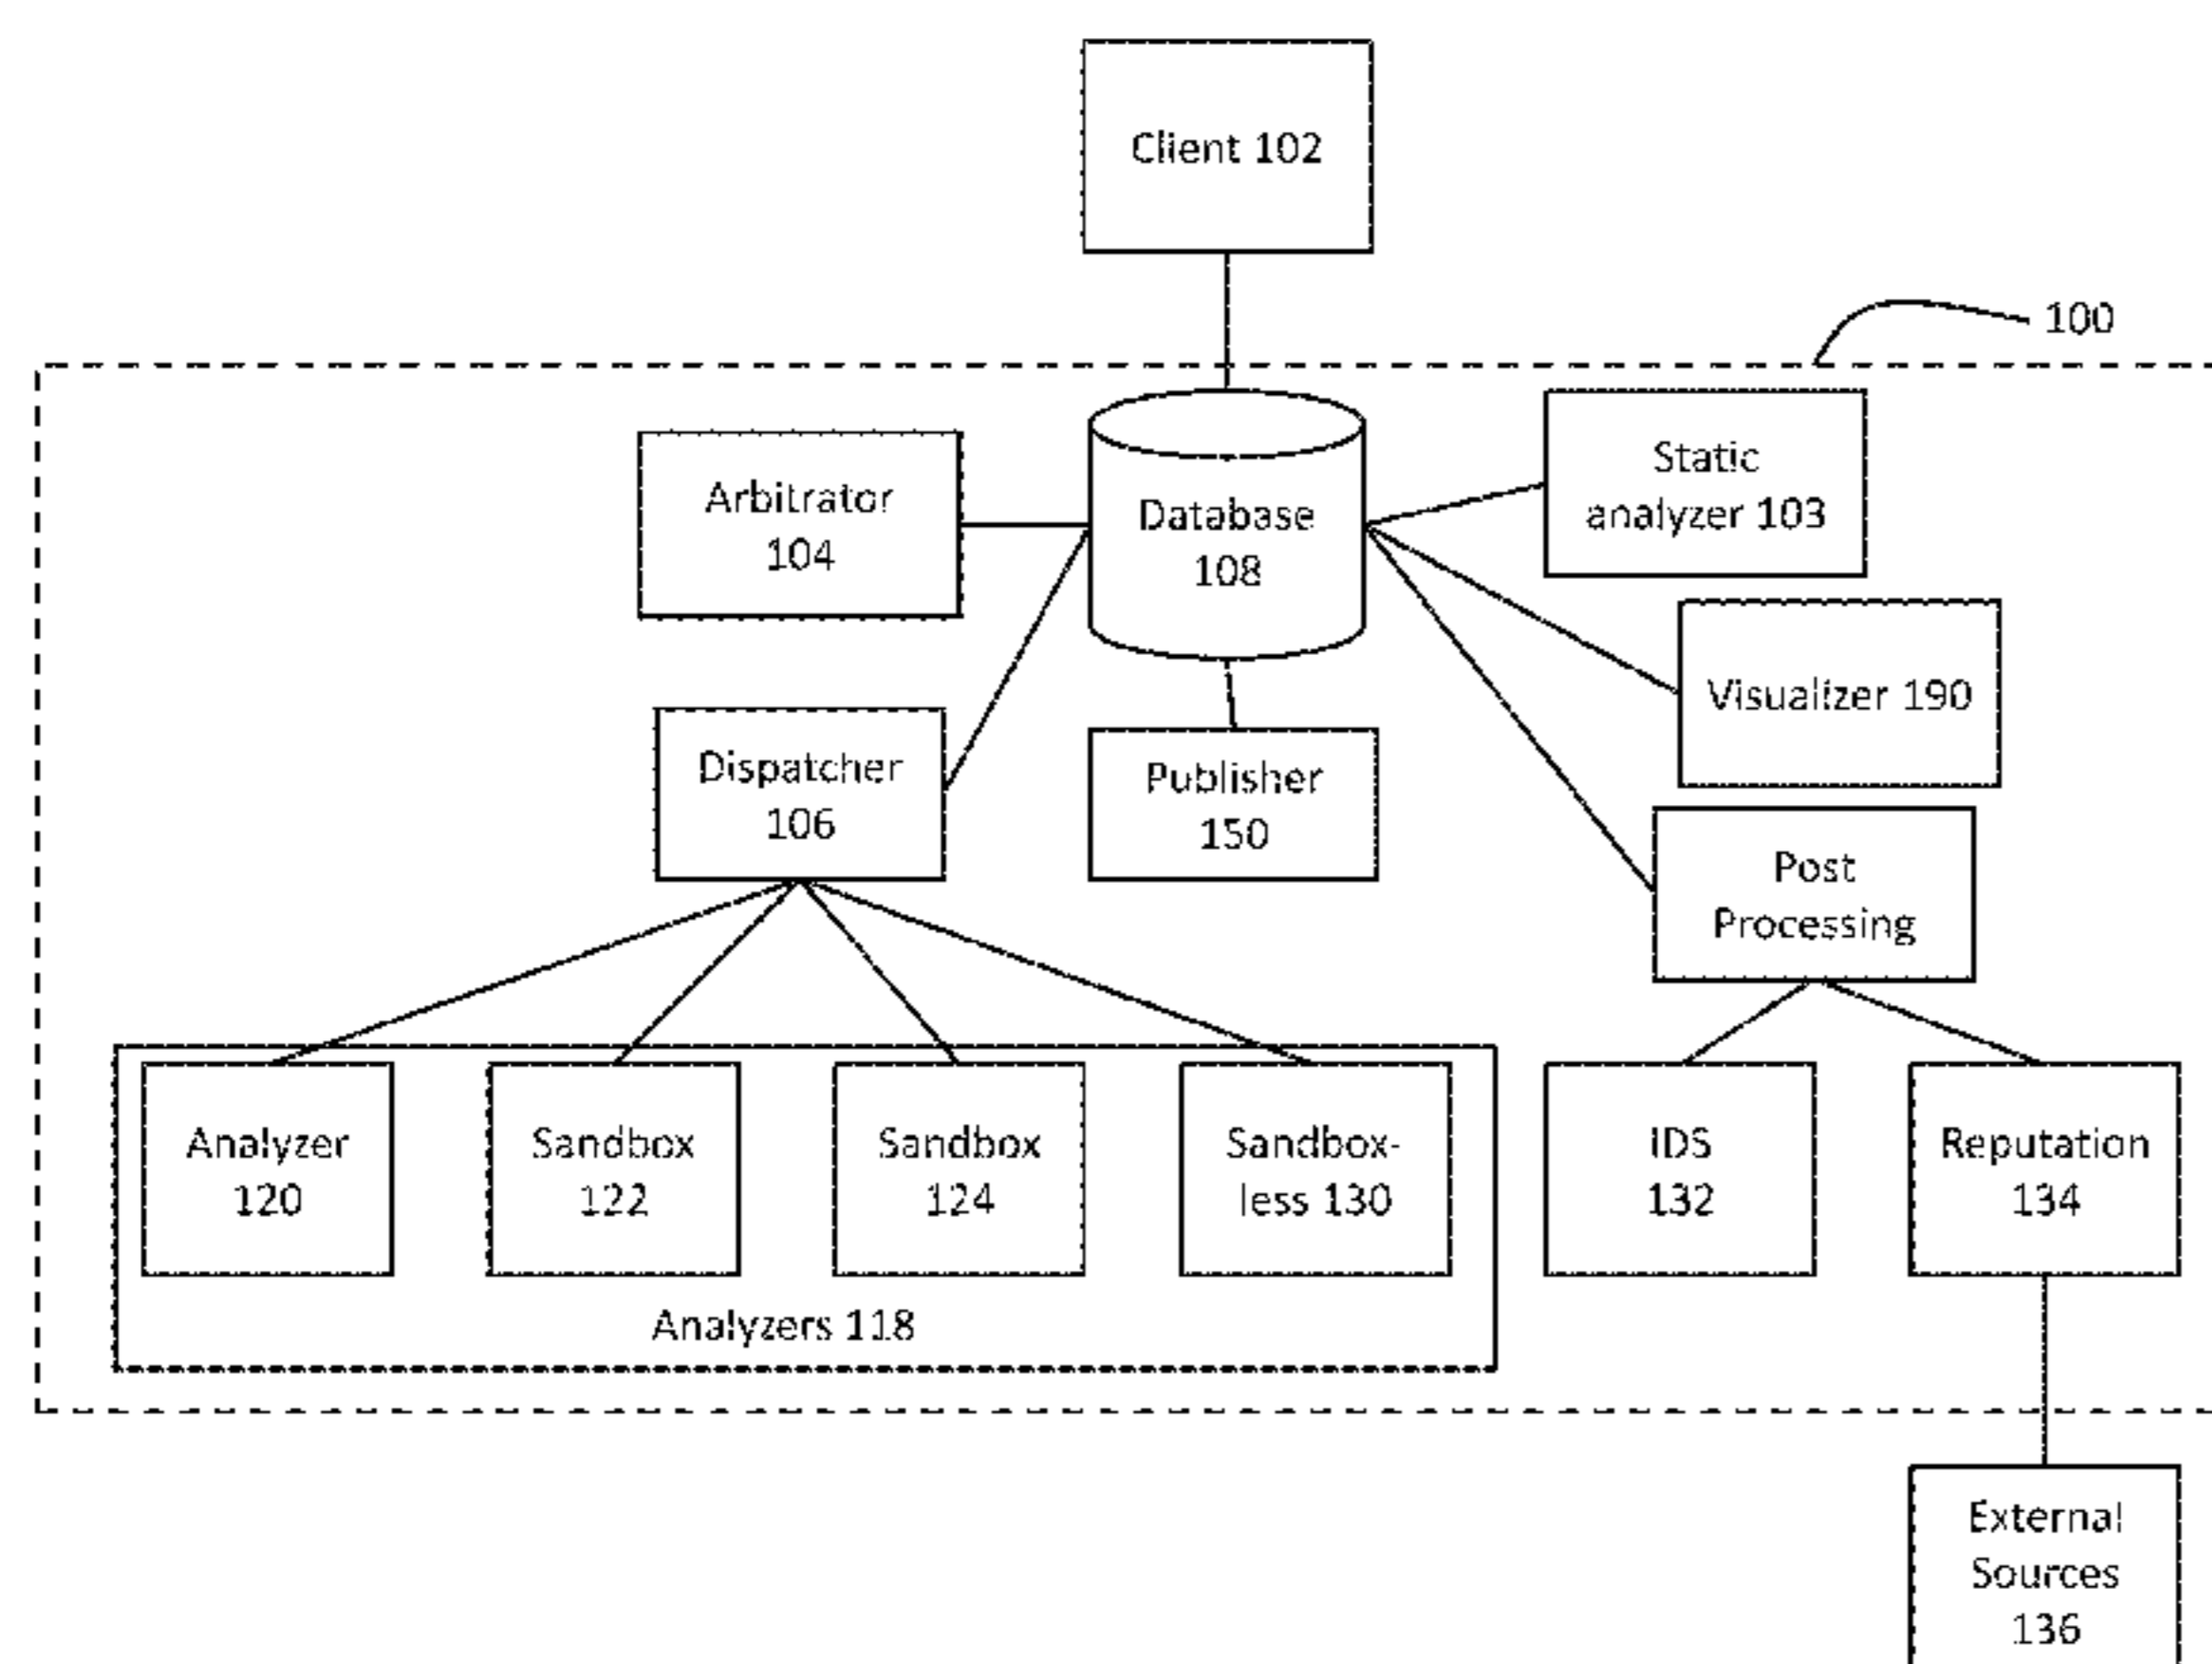 Client 102
100
Arbitrator
104
Database
108
Static
analyzer 103
Visualizer 190
Dispatcher
106
Publisher
150
Post
Processing
Analyzer
120
Sandbox
122
Sandbox
124
Sandbox-
less 130
IDS
132
Reputation
134
Analyzers 118
External
Sources
136